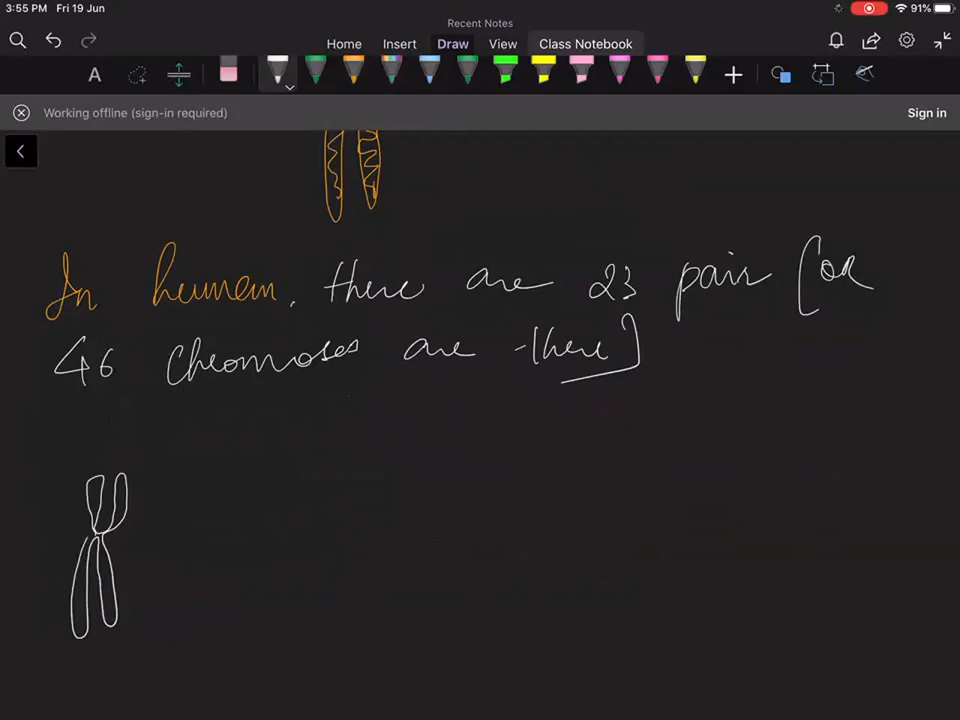 3:55 PM Fri 19 Jun 91%
Recent Notes
Home Insert Draw View Class Notebook
A
Working offline (sign-in required) Sign in
In human. there are 23 pair [or
46 chromoses are there]